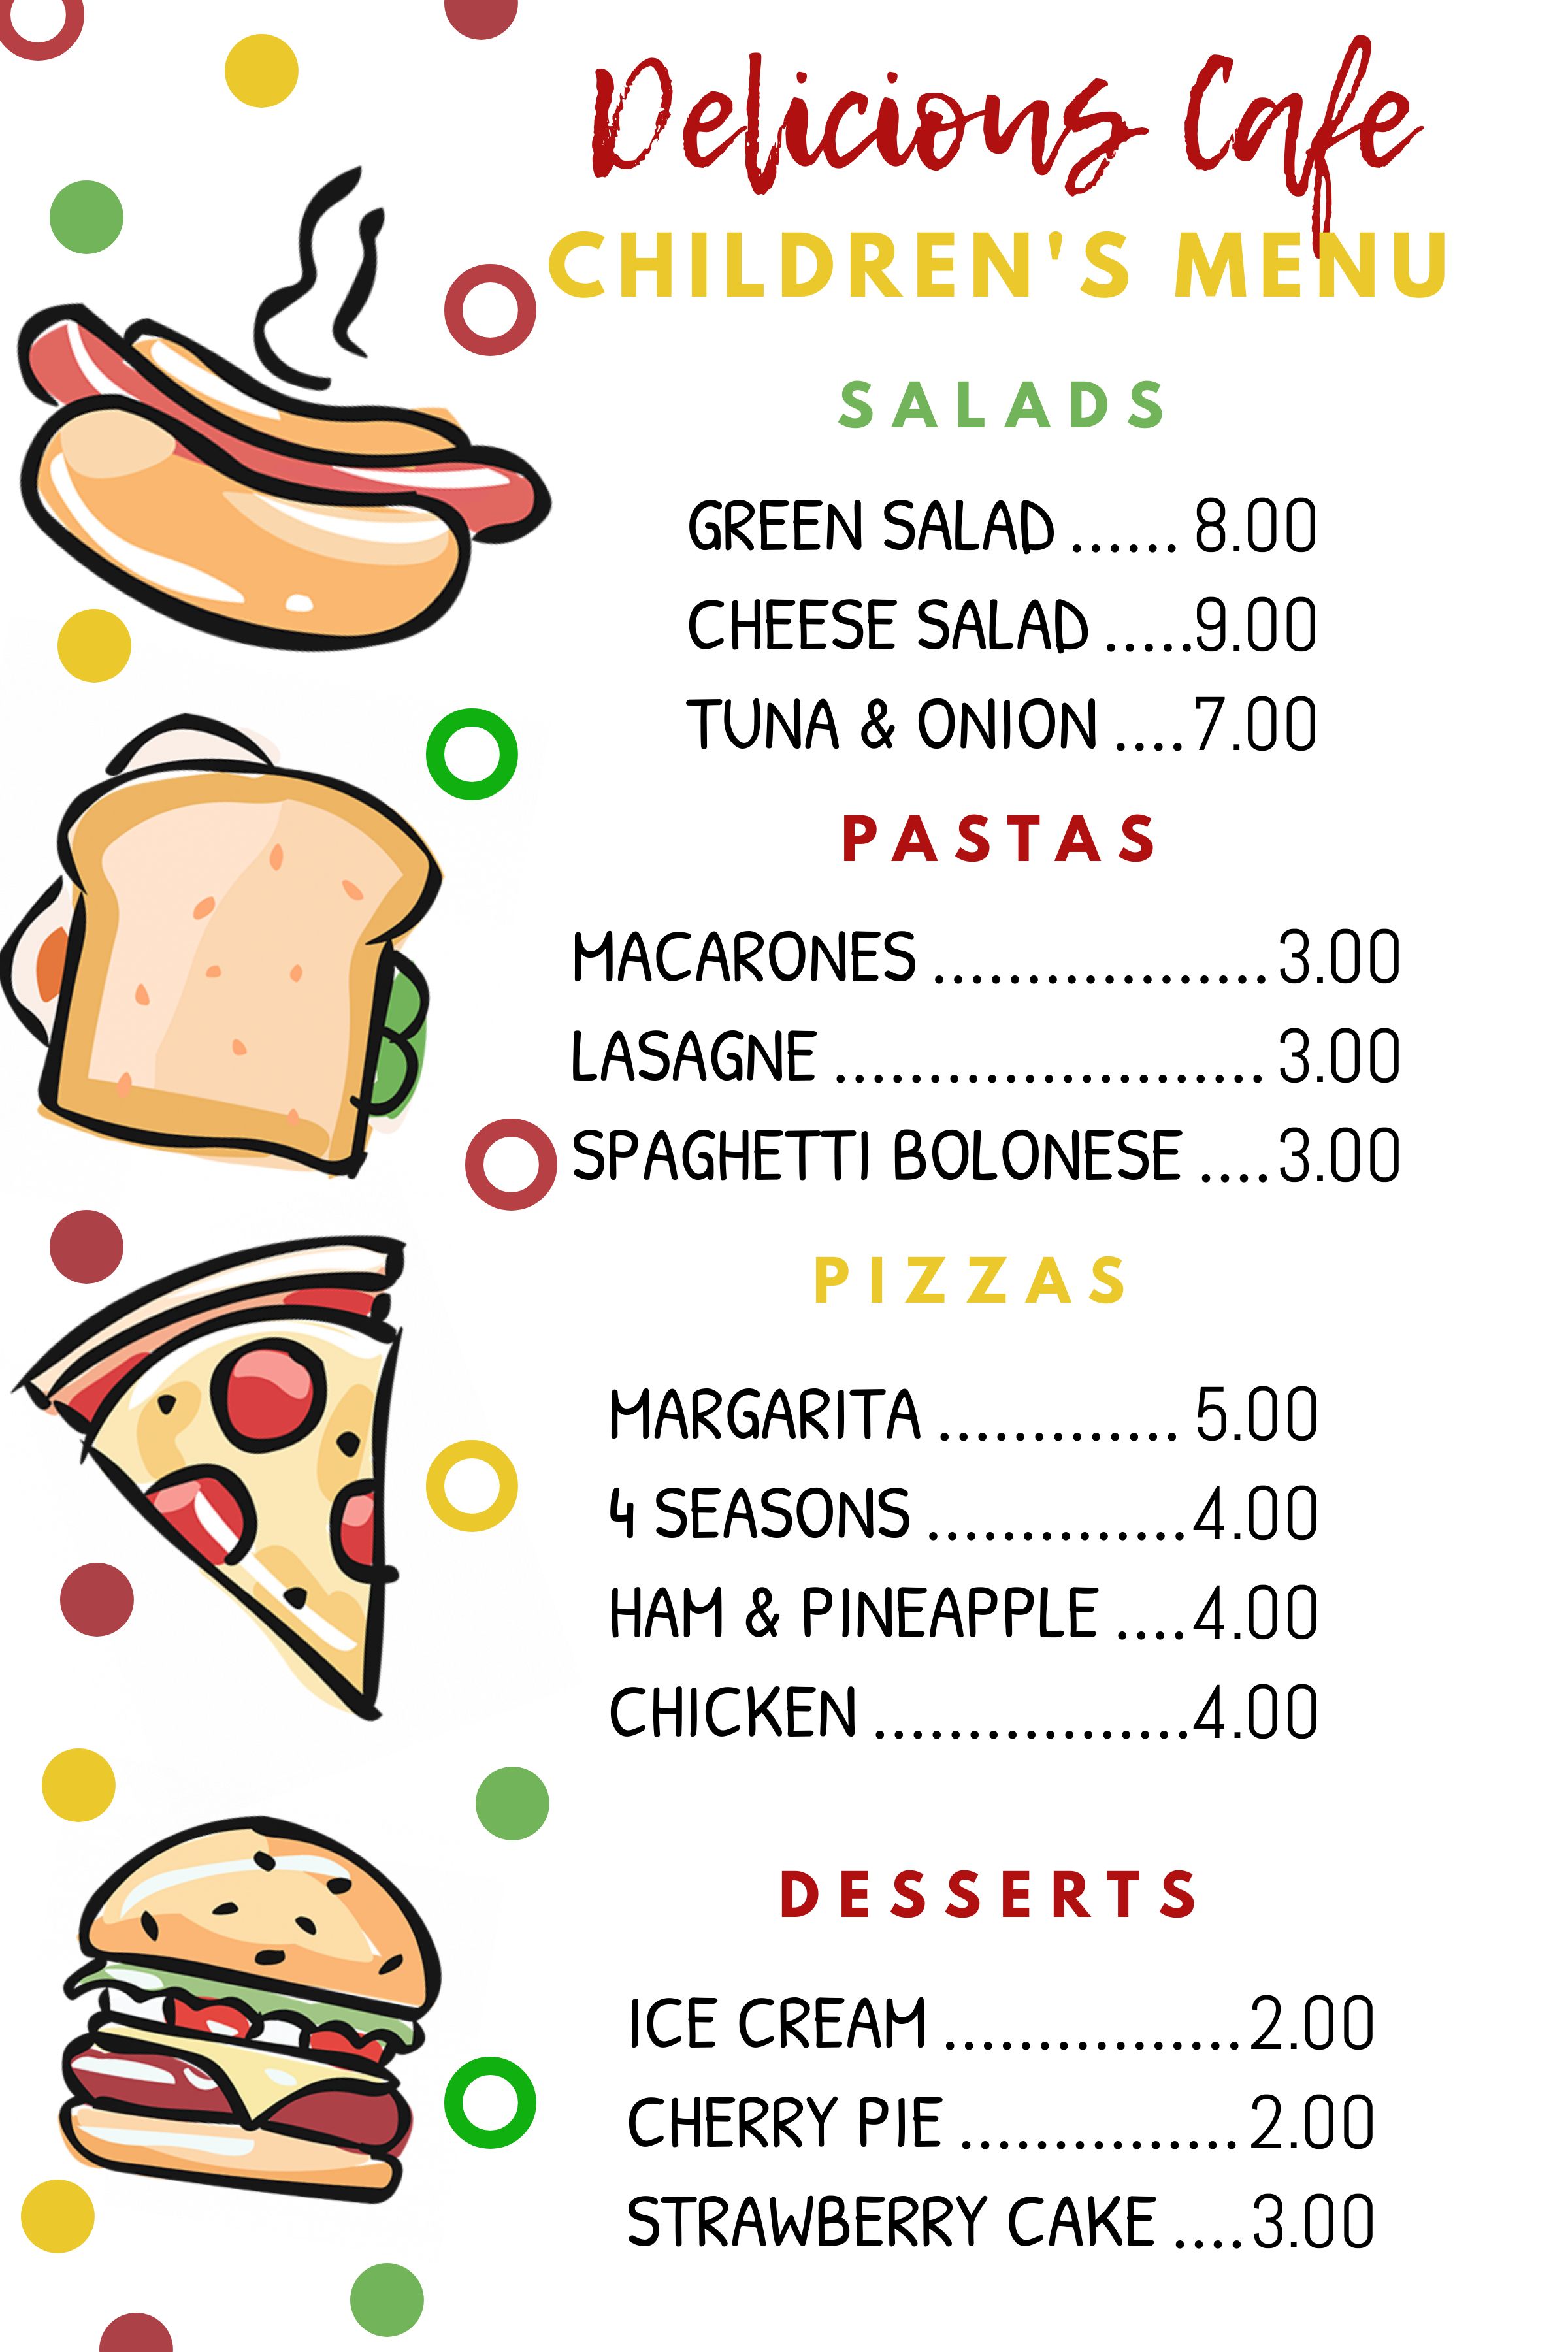 Delicious Cafe
CHILDREN'S MENU
SALADS
GREEN SALAD ...... 8.00
CHEESE SALAD .....9.00
TUNA & ONION ....7.00
PASTAS
MACARONES ..................3.00
LASAGNE ....................... 3.00
SPAGHETTI BOLONESE ....3.00
PIZZAS
MARGARITA ............. 5.00
4 SEASONS ..............4.00
HAM & PINEAPPLE ....4.00
CHICKEN .................4.00
DESSERTS
ICE CREAM ................2.00
CHERRY PIE ...............2.00
STRAWBERRY CAKE ....3.00